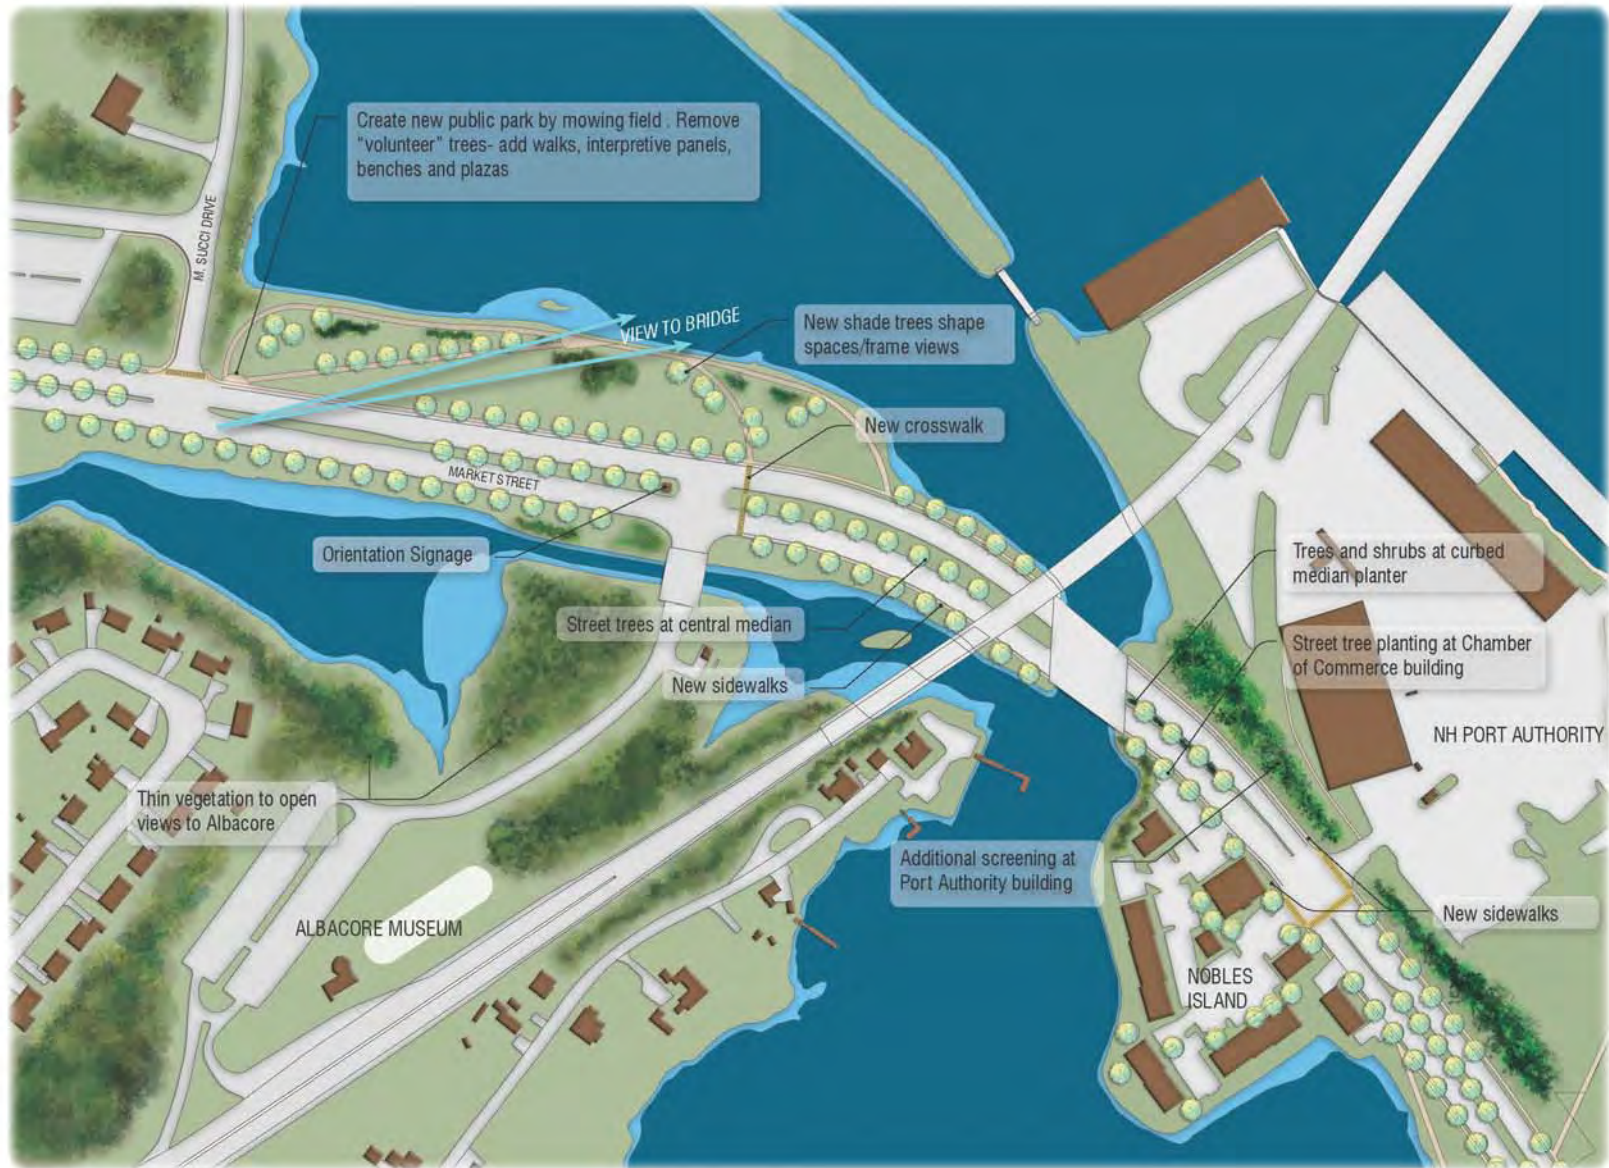 Create new public park by mowing field . Remove
"volunteer" trees- add walks, interpretive panels,
benches and plazas
M. SUCCI DRIVE
VIEW TO BRIDGE
New shade trees shape
spaces/frame views
New crosswalk
MARKET STREET
Orientation Signage
Trees and shrubs at curbed
median planter
Street trees at central median
Street tree planting at Chamber
of Commerce building
New sidewalks
NH PORT AUTHORITY
Thin vegetation to open
views to Albacore
Additional screening at
Port Authority building
ALBACORE MUSEUM
New sidewalks
NOBLES
ISLAND